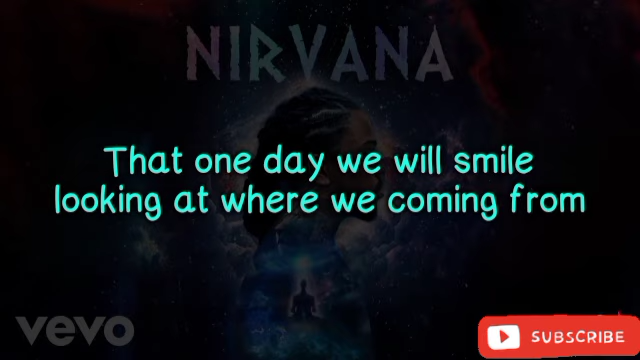 NIRVANA
That one day we will smile
looking at where we coming from
vevo
SUBSCRIBE